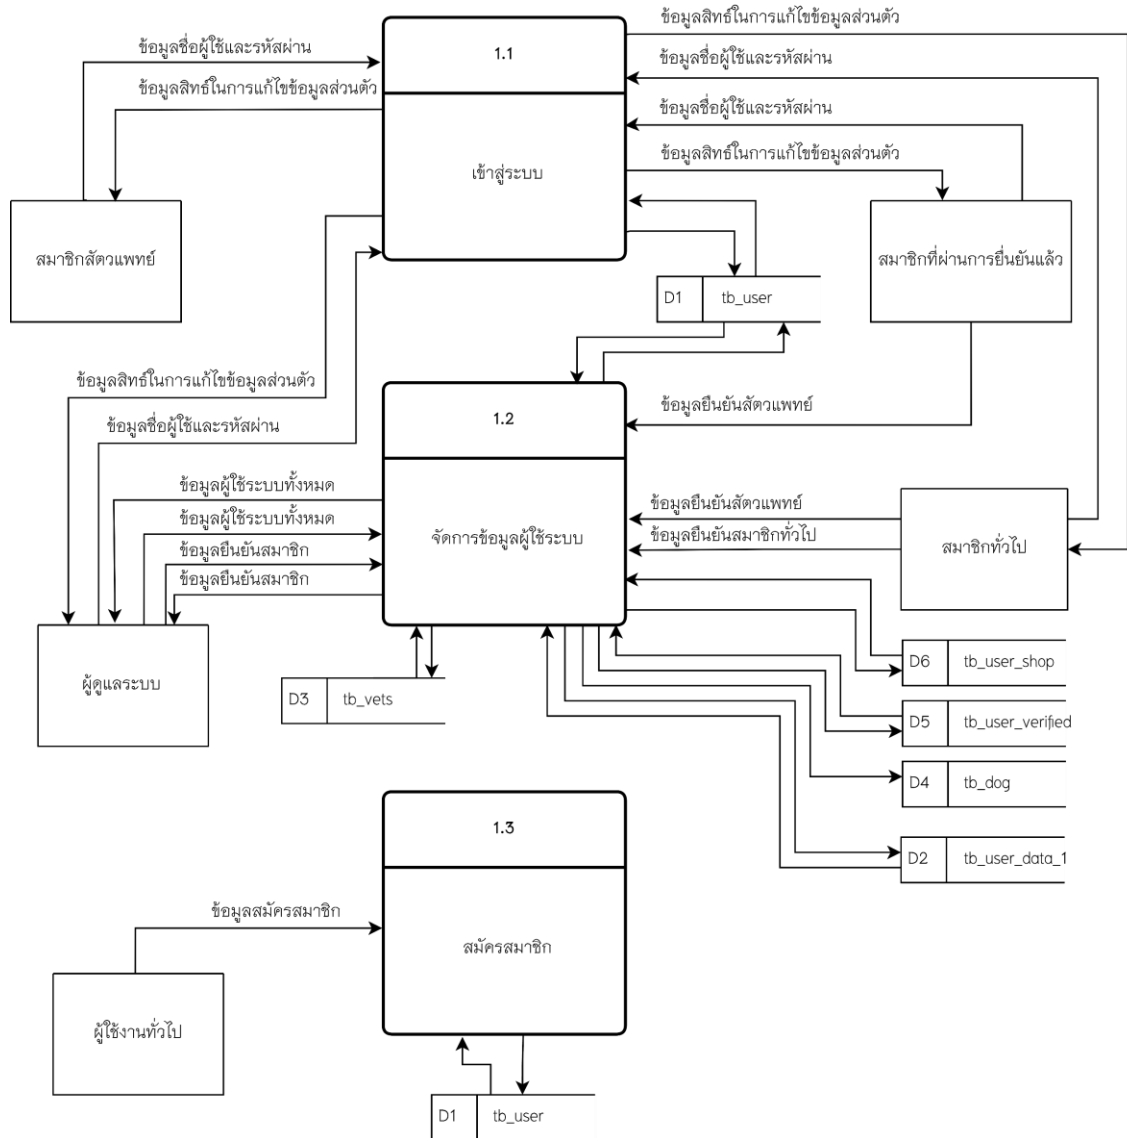 ข้อมูลสิทธิ์ในการแก้ไขข้อมูลส่วนตัว
ข้อมูลชื่อผู้ใช้และรหัสผ่าน
1.1
ข้อมูลชื่อผู้ใช้และรหัสผ่าน
ข้อมูลสิทธ์ในการแก้ไขข้อมูลส่วนตัว
ข้อมูลชื่อผู้ใช้และรหัสผ่าน
ข้อมูลสิทธ์ในการแก้ไขข้อมูลส่วนตัว
เข้าสู่ระบบ
สมาชิกสัตวแพทย์
สมาชิกที่ผ่านการยื่นยันแล้ว
D1 tb_user
ข้อมูลสิทธ์ในการแก้ไขข้อมูลส่วนตัว
ข้อมูลยืนยันสัตวแพทย์
1.2
ข้อมูลชื่อผู้ใช้และรหัสผ่าน
ข้อมูลผู้ใช้ระบบทั้งหมด
ข้อมูลยืนยันสัตวแพทย์
ข้อมูลผู้ใช้ระบบทั้งหมด
ข้อมูลยืนยันสมาชิกทั่วไป
จัดการข้อมูลผู้ใช้ระบบ
สมาชิกทั่วไป
ข้อมูลยืนยันสมาชิก
ข้อมูลยืนยันสมาชิก
D6 tb_user_shop
ผู้ดูแลระบบ
D3 tb_vets
D5 tb_user_verified
D4 tb_dog
1.3
D2 tb_user_data_1
ข้อมูลสมัครสมาชิก
สมัครสมาชิก
ผู้ใช้งานทั่วไป
D1 tb_user